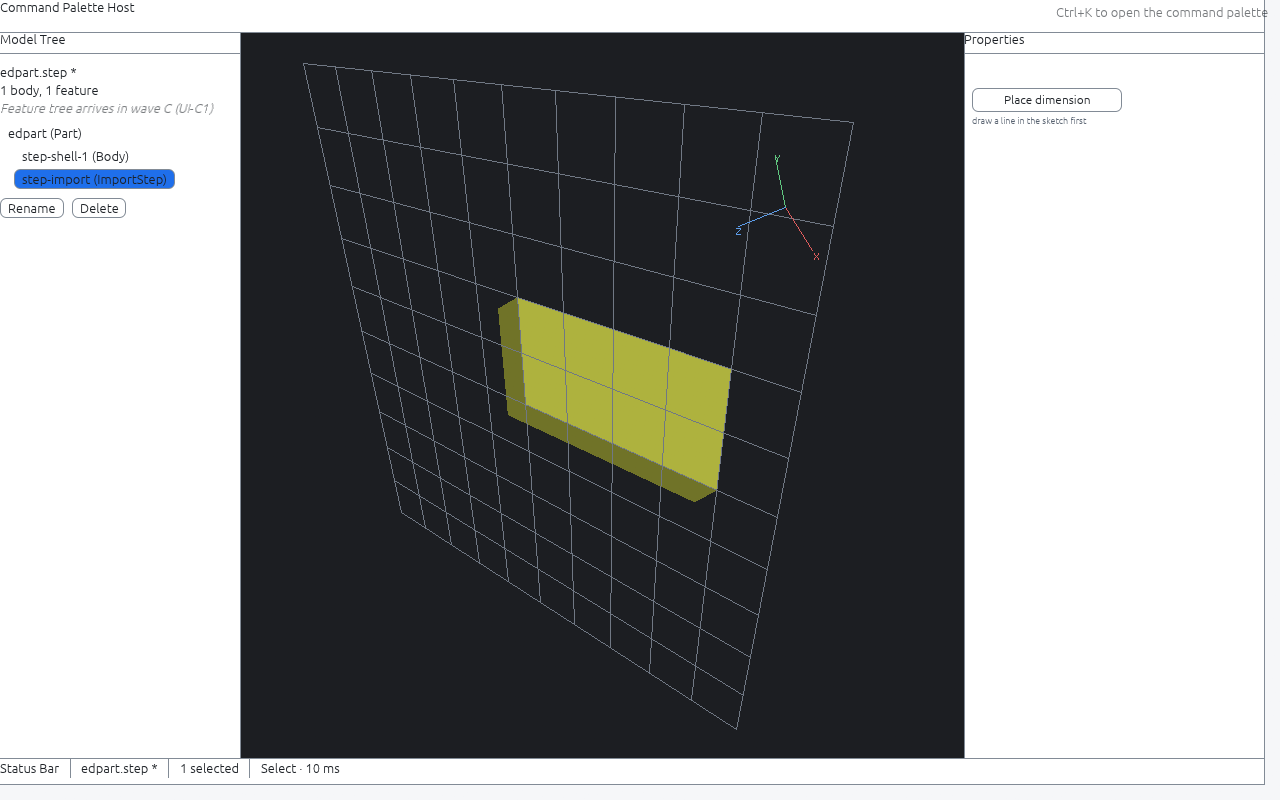 Command Palette Host
Ctrl+K to open the command palette
Model Tree
Properties
edpart.step *
1 body, 1 feature
Feature tree arrives in wave C (UI-C1)
edpart (Part)
step-shell-1 (Body)
step-import (ImportStep)
Rename Delete
Place dimension
draw a line in the sketch first
Y
Z
X
Status Bar edpart.step * 1 selected Select · 10 ms